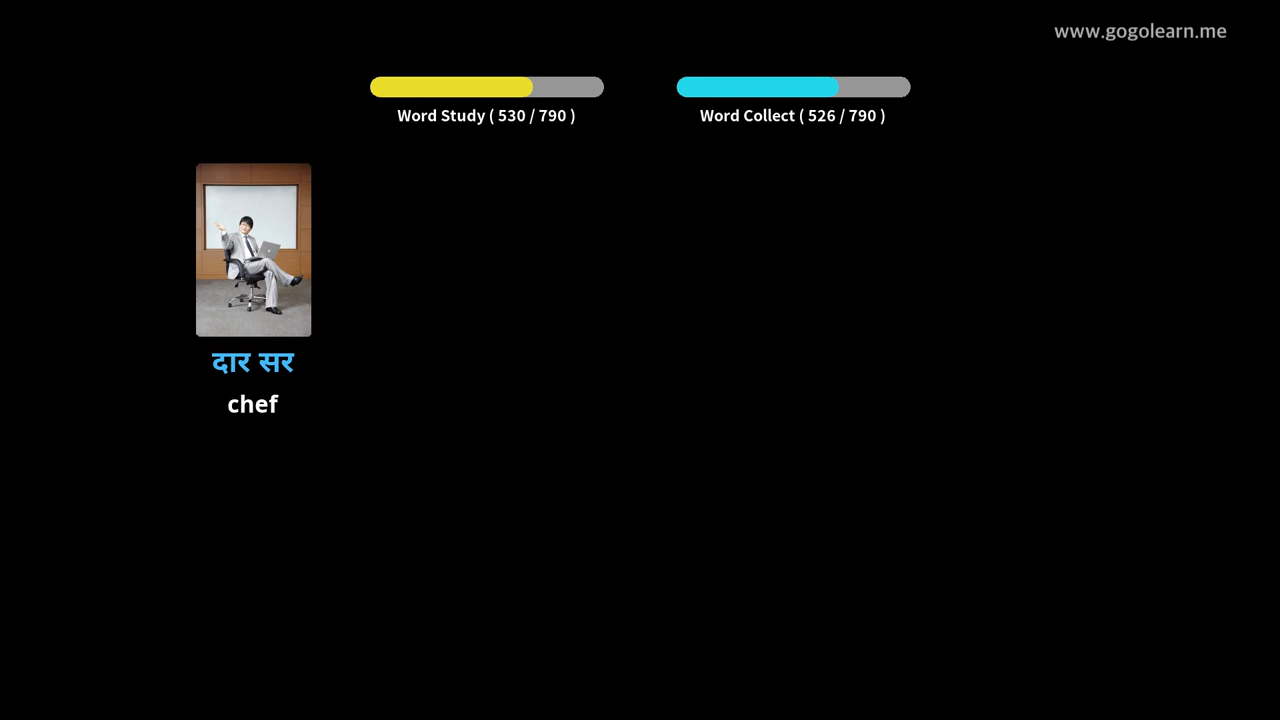 www.gogolearn.me
Word Study ( 530 / 790 )
Word Collect ( 526 / 790 )
दार सर
chef